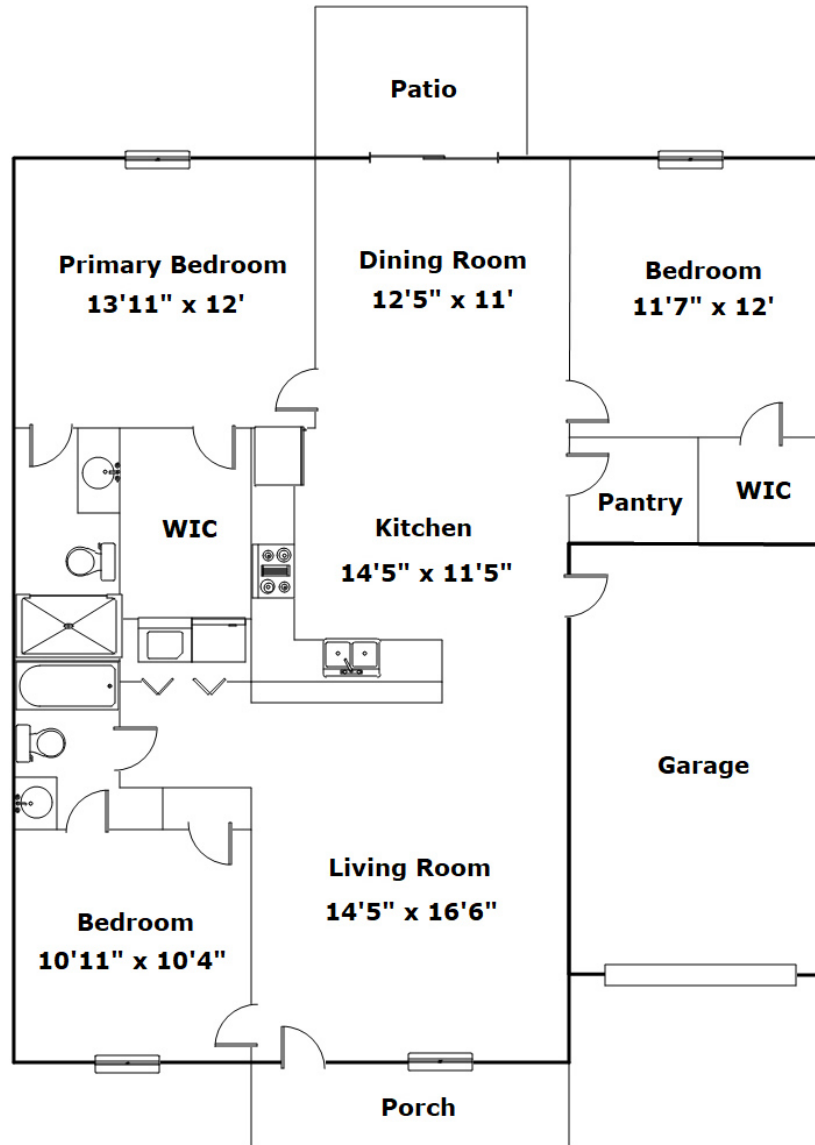 Patio
Primary Bedroom
13'11" x 12'
Dining Room
12'5" x 11'
Bedroom
11'7" x 12'
WIC
Kitchen
14'5" x 11'5"
Pantry
WIC
Garage
Living Room
14'5" x 16'6"
Bedroom
10'11" x 10'4"
Porch